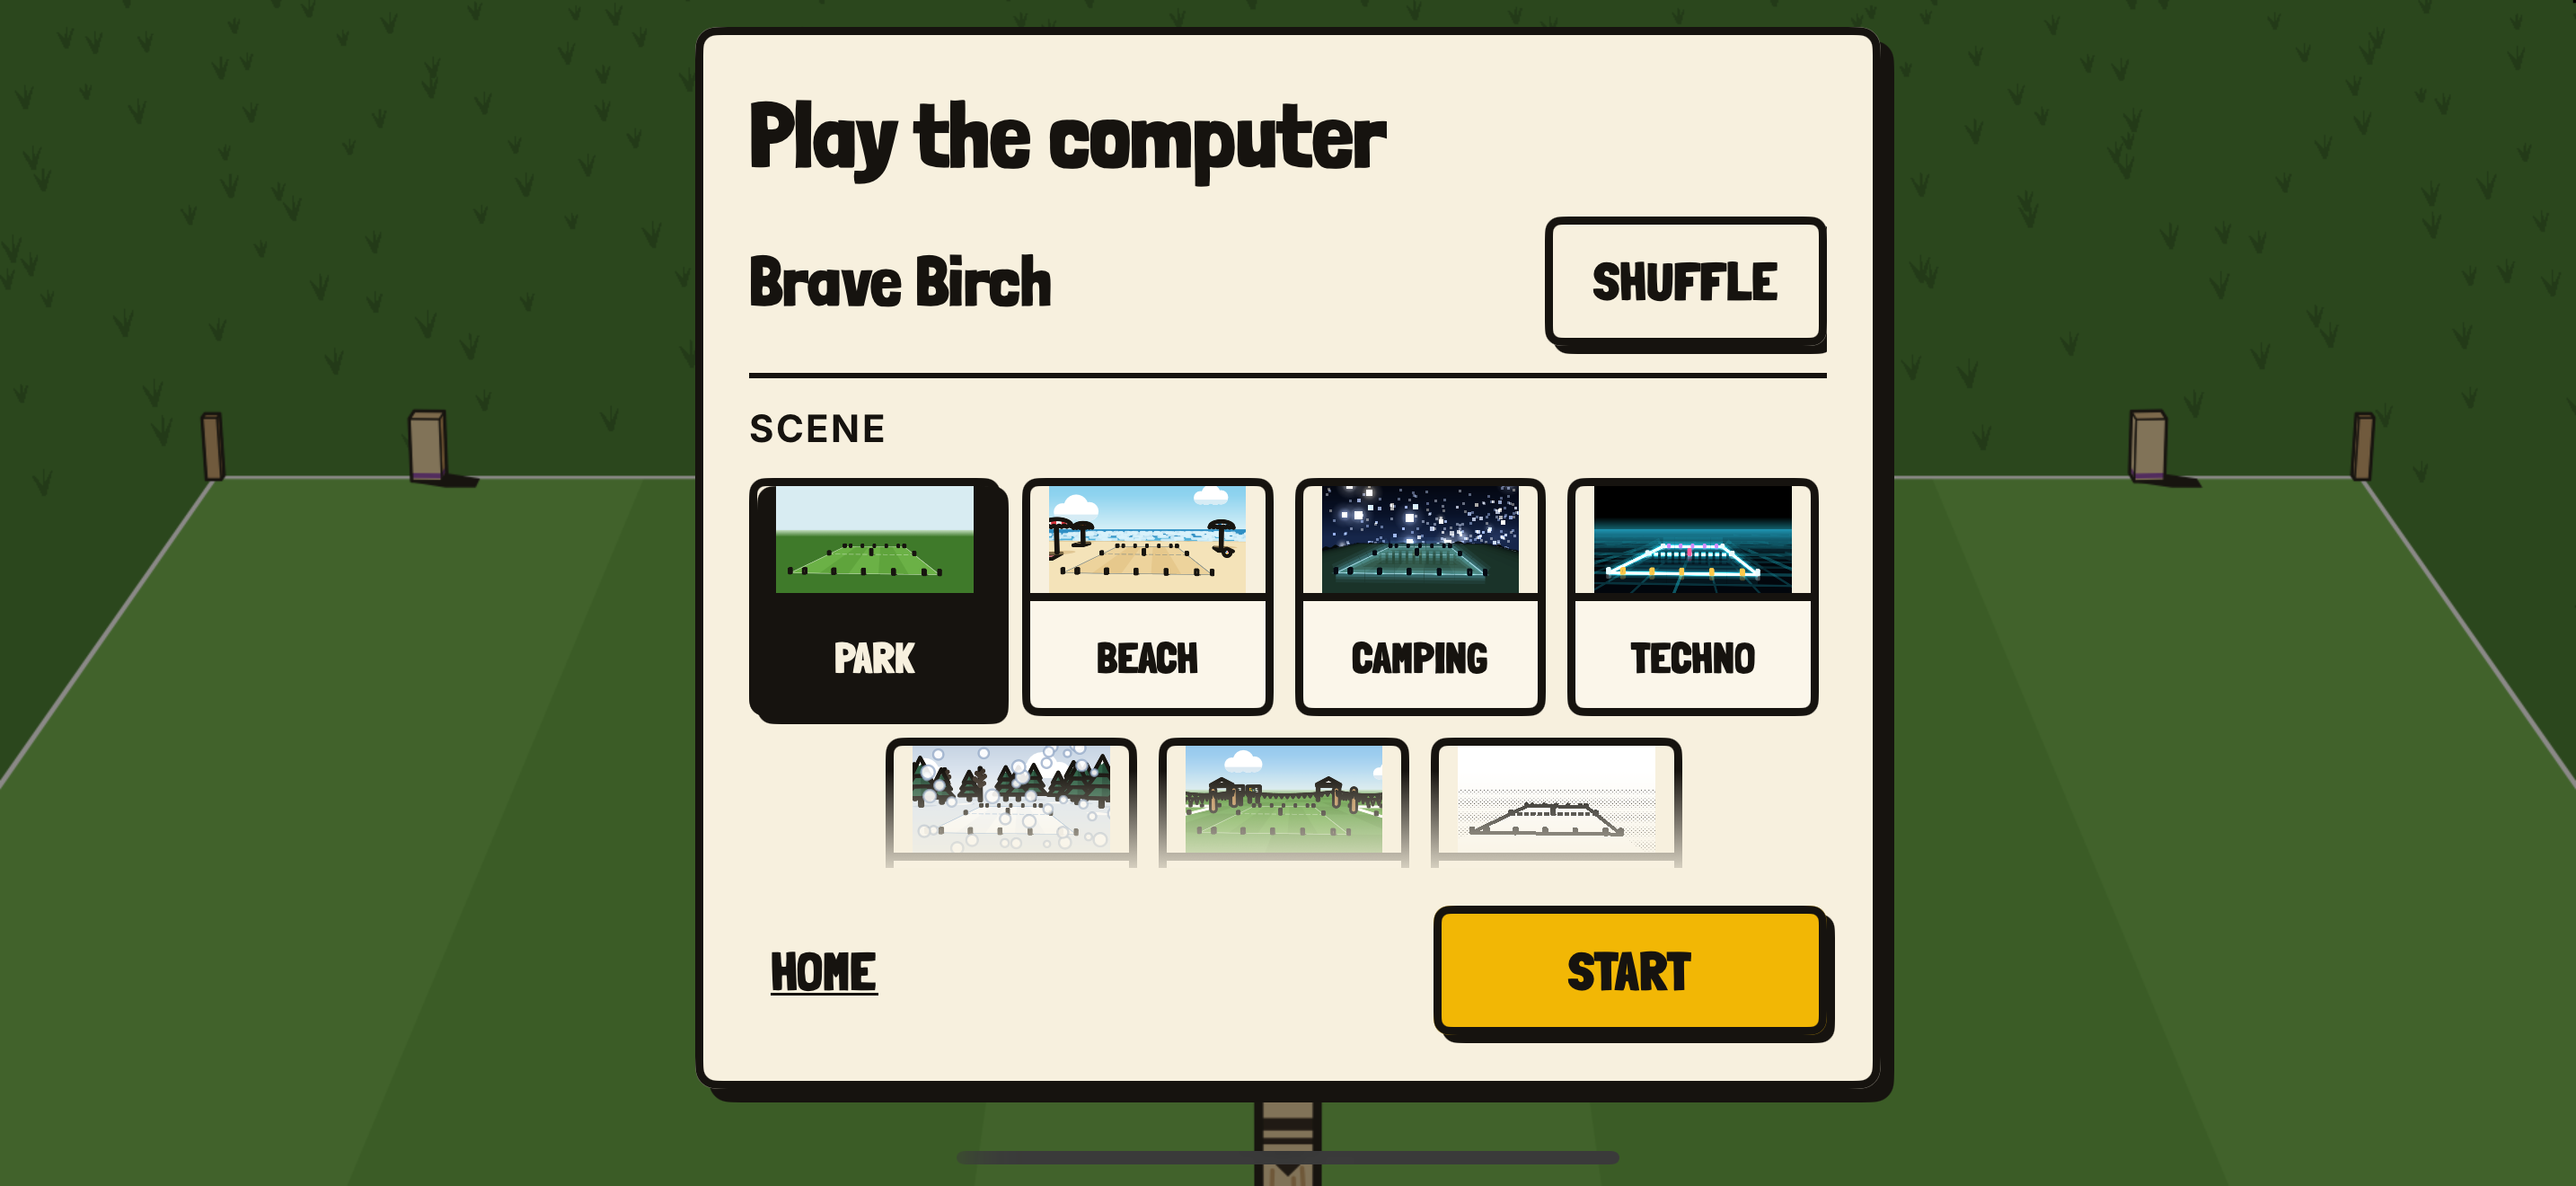 Play the computer
Brave Birch
SHUFFLE
SCENE
PARK
BEACH
CAMPING
TECHNO
HOME
START